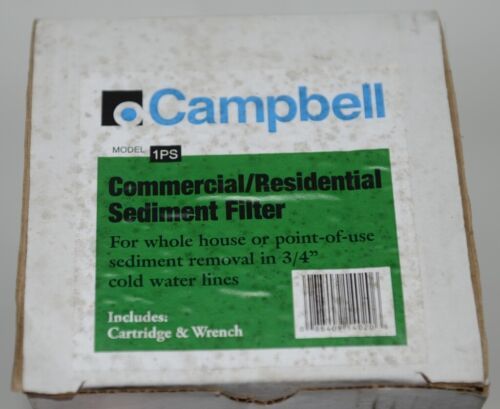 Campbell
MODEL 1PS
Commercial/Residential
Sediment Filter
For whole house or point-of-use
sediment removal in 3/4”
cold water lines
Includes:
Cartridge & Wrench